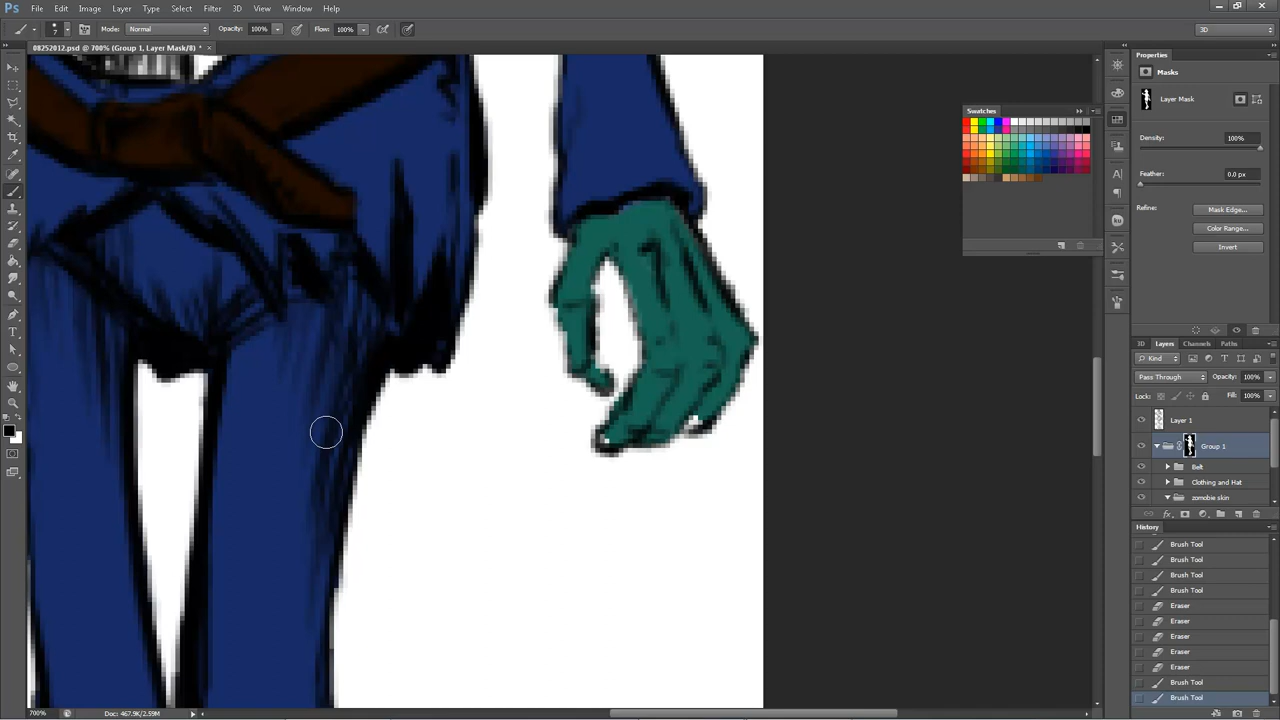 Ps File Edit Image Layer Type Select Filter 3D View Window Help
7 Mode: Normal Opacity: 100% Flow: 100% 3D
08252012.psd @ 700% (Group 1, Layer Mask/8) * ×
Properties
Masks
Layer Mask
Density: 100%
Feather: 0.0 px
Refine: Mask Edge...
Color Range...
Invert
Swatches
3D Layers Channels Paths
Kind
Pass Through Opacity: 100%
Lock: Fill: 100%
Layer 1
Group 1
Belt
Clothing and Hat
zomobie skin
History
Brush Tool
Brush Tool
Brush Tool
Brush Tool
Eraser
Eraser
Eraser
Eraser
Eraser
Brush Tool
Brush Tool
700% Doc: 467.9K/2.59M